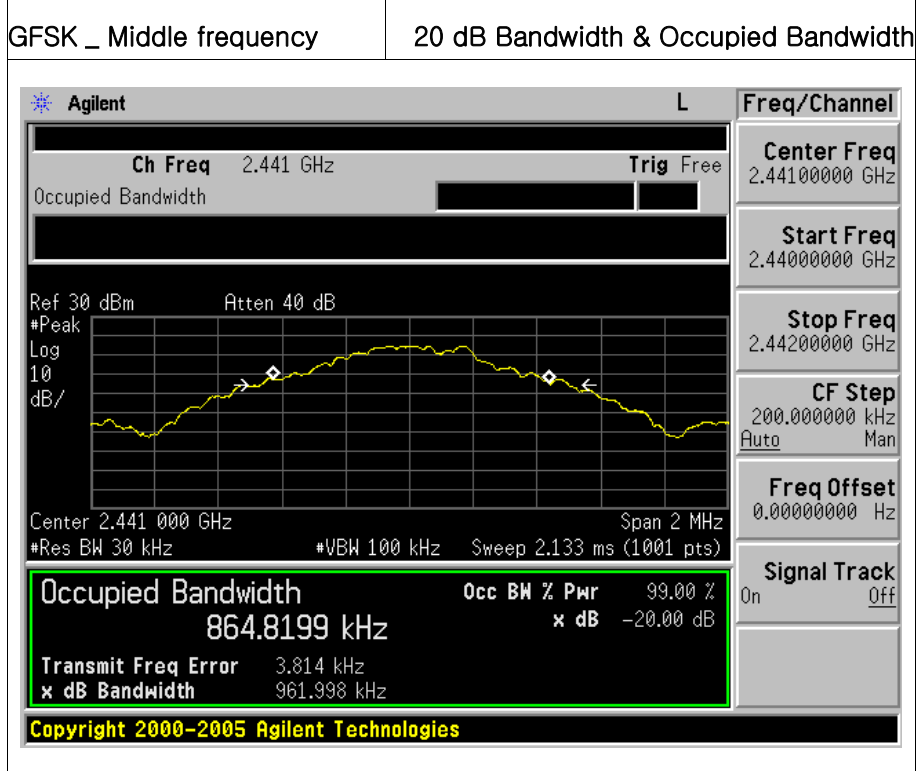 GFSK _ Middle frequency
20 dB Bandwidth & Occupied Bandwidth
Agilent
L
Freq/Channel
Ch Freq 2.441 GHz
Trig Free
Occupied Bandwidth
Center Freq
2.44100000 GHz
Start Freq
2.44000000 GHz
Stop Freq
2.44200000 GHz
CF Step
200.000000 kHz
Auto Man
Freq Offset
0.00000000 Hz
Signal Track
On Off
Ref 30 dBm
Atten 40 dB
#Peak
Log
10
dB/
Center 2.441 000 GHz
Span 2 MHz
#Res BW 30 kHz
#VBW 100 kHz
Sweep 2.133 ms (1001 pts)
Occupied Bandwidth
864.8199 kHz
Occ BW % Pwr 99.00 %
x dB -20.00 dB
Transmit Freq Error 3.814 kHz
x dB Bandwidth 961.998 kHz
Copyright 2000-2005 Agilent Technologies